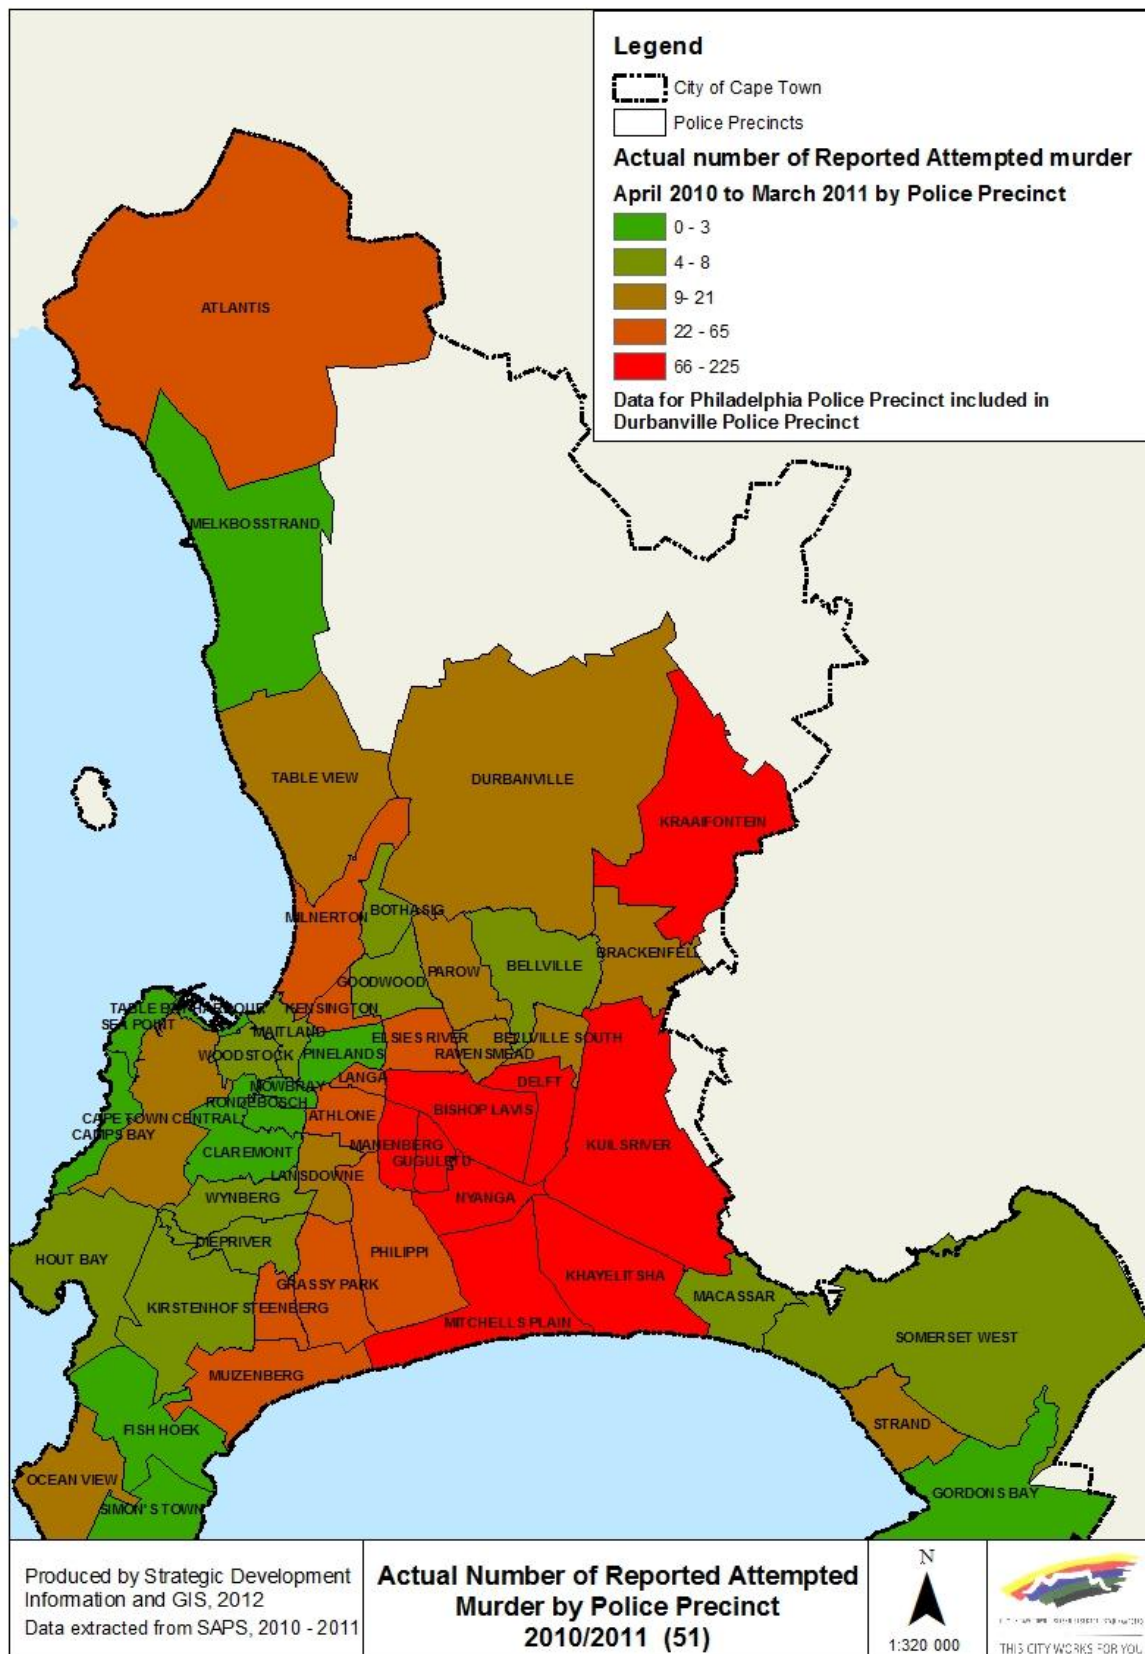 Legend
City of Cape Town
Police Precincts
Actual number of Reported Attempted murder
April 2010 to March 2011 by Police Precinct
0 - 3
4 - 8
9- 21
22 - 65
66 - 225
Data for Philadelphia Police Precinct included in
Durbanville Police Precinct
ATLANTIS
MELKBOSSTRAND
TABLE VIEW
DURBANVILLE
KRAAIFONTEIN
MILNERTON
BOTHASIG
BRACKENFELL
PAROW
BELLVILLE
GOODWOOD
TABLE BAY HARBOUR
KENSINGTON
SEA POINT
MAITLAND
ELSIES RIVER
BELLVILLE SOUTH
WOODSTOCK
PINELANDS
RAVENSMEAD
LANGA
DELFT
MOWBRAY
RONDEBOSCH
BISHOP LAVIS
CAPE TOWN CENTRAL
ATHLONE
CAMPS BAY
MANENBERG
KUILSRIVER
CLAREMONT
GUGULETU
LANSDOWNE
WYNBERG
NYANGA
DIEPRIVER
HOUT BAY
PHILIPPI
KHAYELITSHA
GRASSY PARK
MACASSAR
KIRSTENHOF
STEENBERG
MITCHELLS PLAIN
SOMERSET WEST
MUIZENBERG
STRAND
FISH HOEK
OCEAN VIEW
GORDONS BAY
SIMON'S TOWN
Produced by Strategic Development
Information and GIS, 2012
Data extracted from SAPS, 2010 - 2011
Actual Number of Reported Attempted
Murder by Police Precinct
2010/2011 (51)
N
1:320 000
THIS CITY WORKS FOR YOU